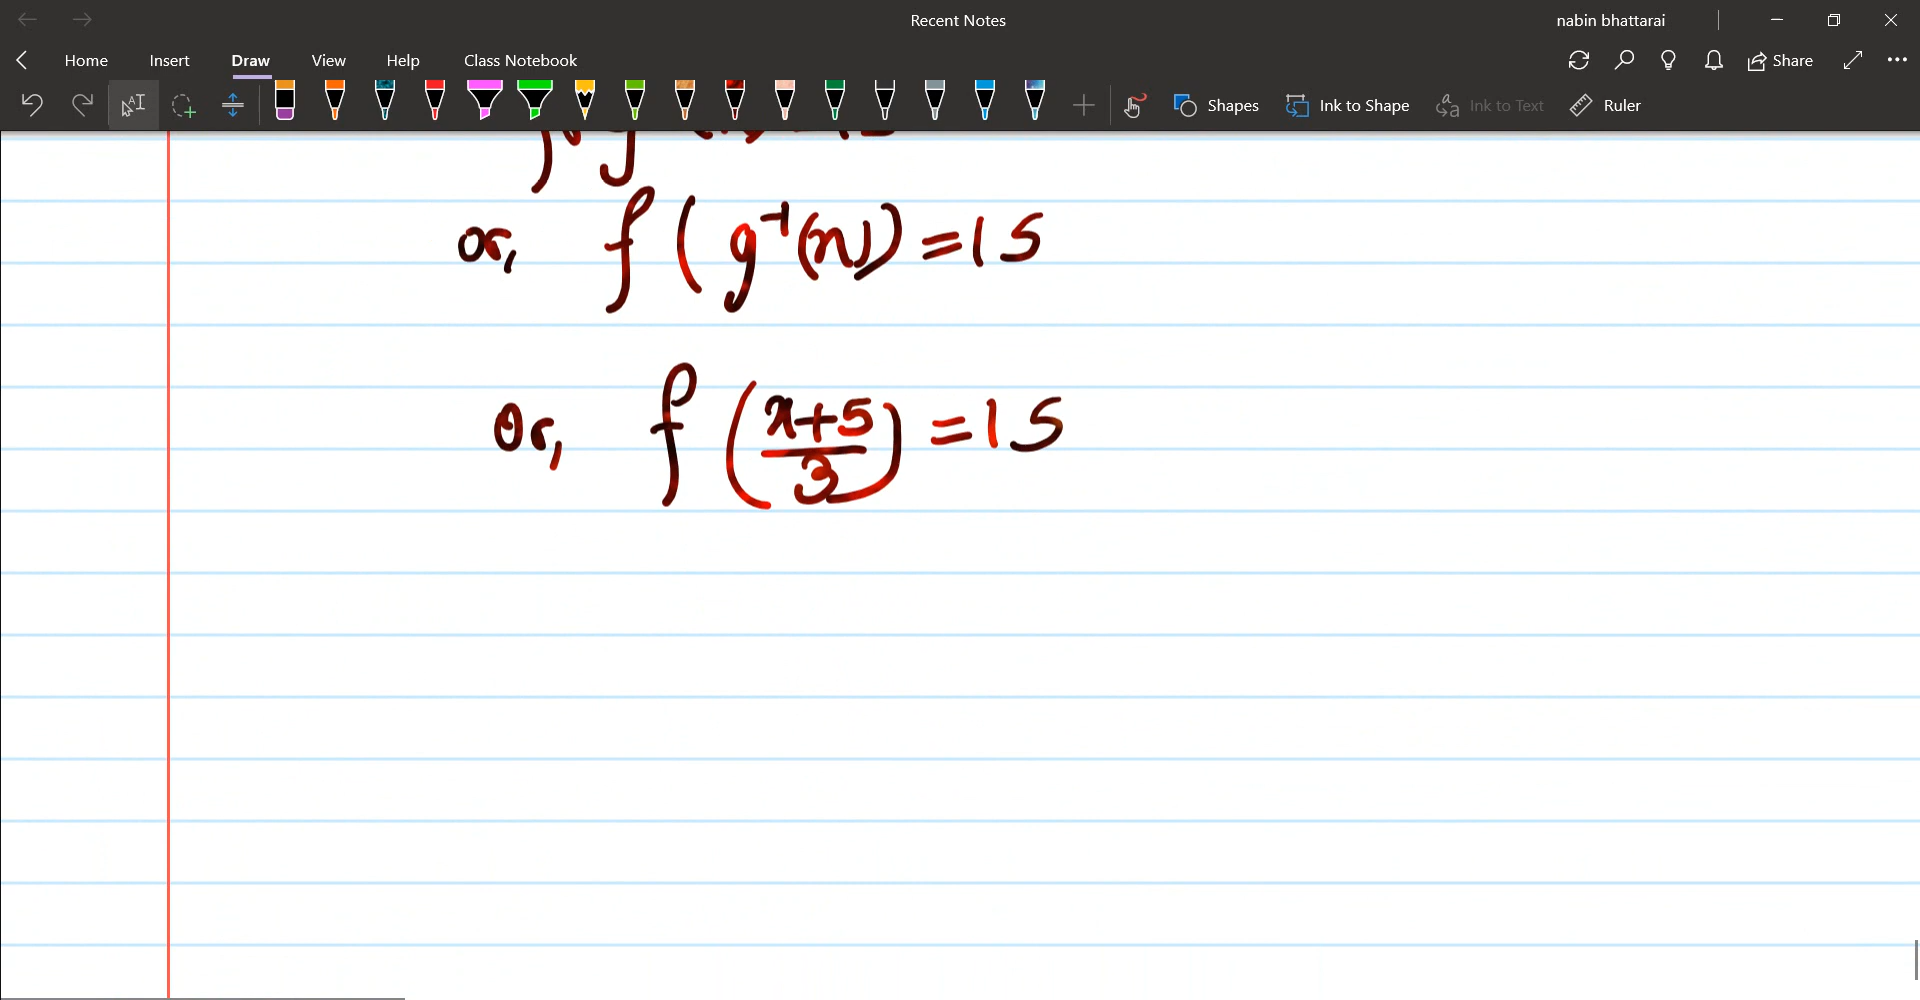 Recent Notes
nabin bhattarai
Home Insert Draw View Help Class Notebook
Share
Shapes Ink to Shape Ink to Text Ruler
or, f(g⁻¹(x)) = 15
Or, f((x+5)/3) = 15